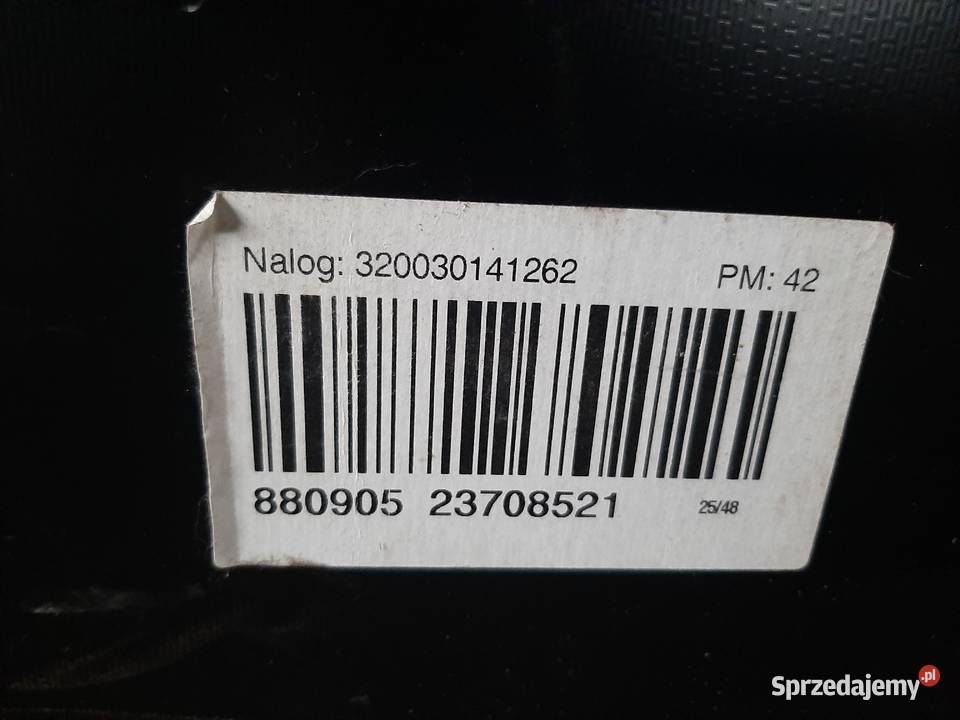 Nalog: 320030141262 PM: 42
880905 23708521 25/48
Sprzedajemy.pl